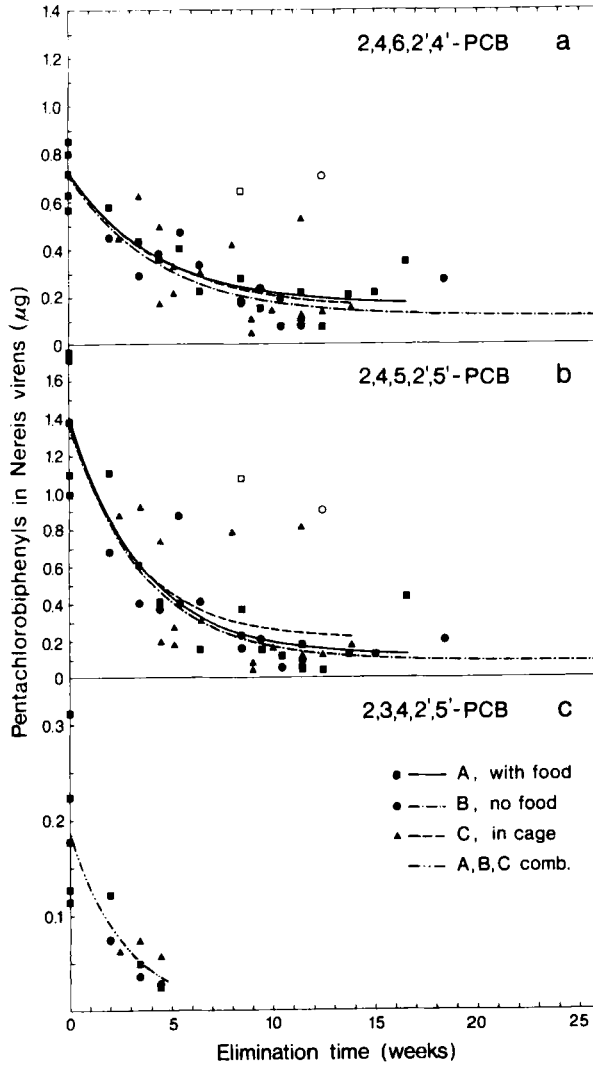 Pentachlorobiphenyls in Nereis virens (μg)
2,4,6,2',4'-PCB a
1.4
1.2
1.0
0.8
0.6
0.4
0.2
0
2,4,5,2',5'-PCB b
1.6
1.4
1.2
1.0
0.8
0.6
0.4
0.2
0
2,3,4,2',5'-PCB c
0.3
0.2
0.1
A, with food
B, no food
C, in cage
A,B,C comb.
0 5 10 15 20 25
Elimination time (weeks)